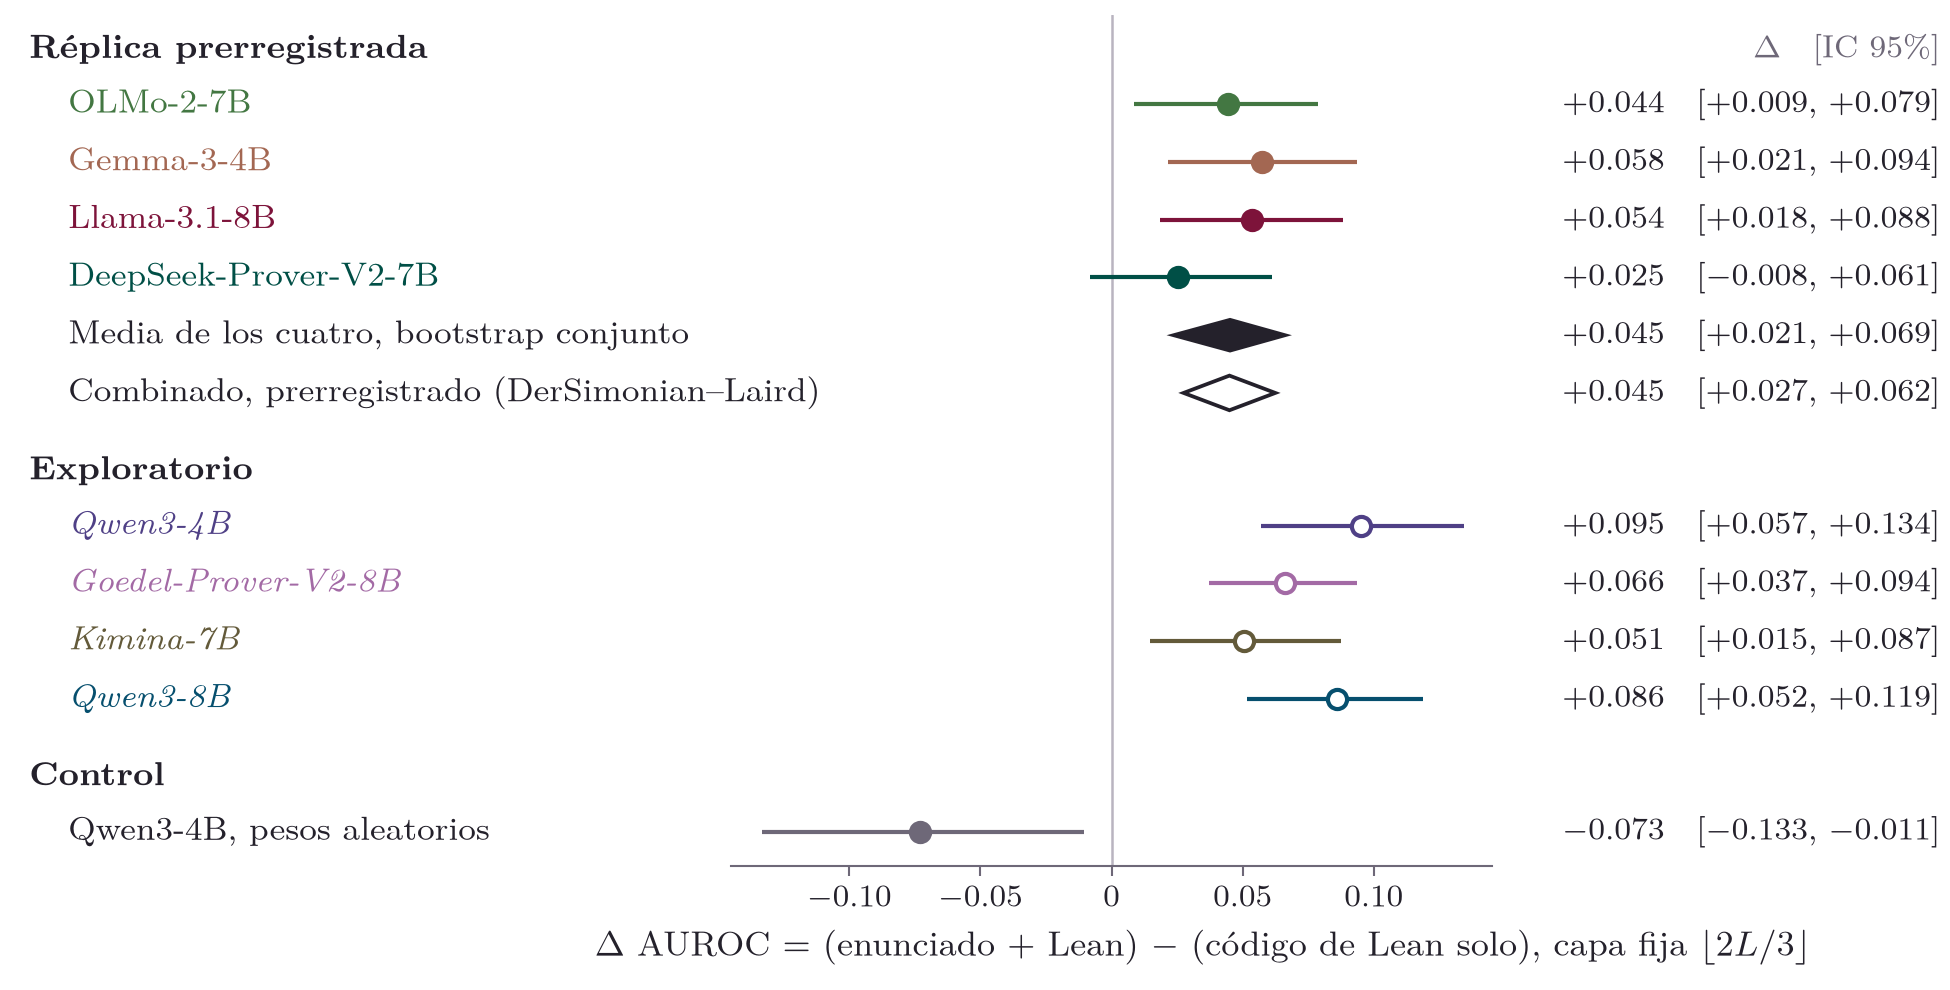 Réplica prerregistrada Δ [IC 95%]
OLMo-2-7B +0.044 [+0.009, +0.079]
Gemma-3-4B +0.058 [+0.021, +0.094]
Llama-3.1-8B +0.054 [+0.018, +0.088]
DeepSeek-Prover-V2-7B +0.025 [−0.008, +0.061]
Media de los cuatro, bootstrap conjunto +0.045 [+0.021, +0.069]
Combinado, prerregistrado (DerSimonian–Laird) +0.045 [+0.027, +0.062]
Exploratorio
Qwen3-4B +0.095 [+0.057, +0.134]
Goedel-Prover-V2-8B +0.066 [+0.037, +0.094]
Kimina-7B +0.051 [+0.015, +0.087]
Qwen3-8B +0.086 [+0.052, +0.119]
Control
Qwen3-4B, pesos aleatorios −0.073 [−0.133, −0.011]
−0.10 −0.05 0 0.05 0.10
Δ AUROC = (enunciado + Lean) − (código de Lean solo), capa fija ⌊2L/3⌋